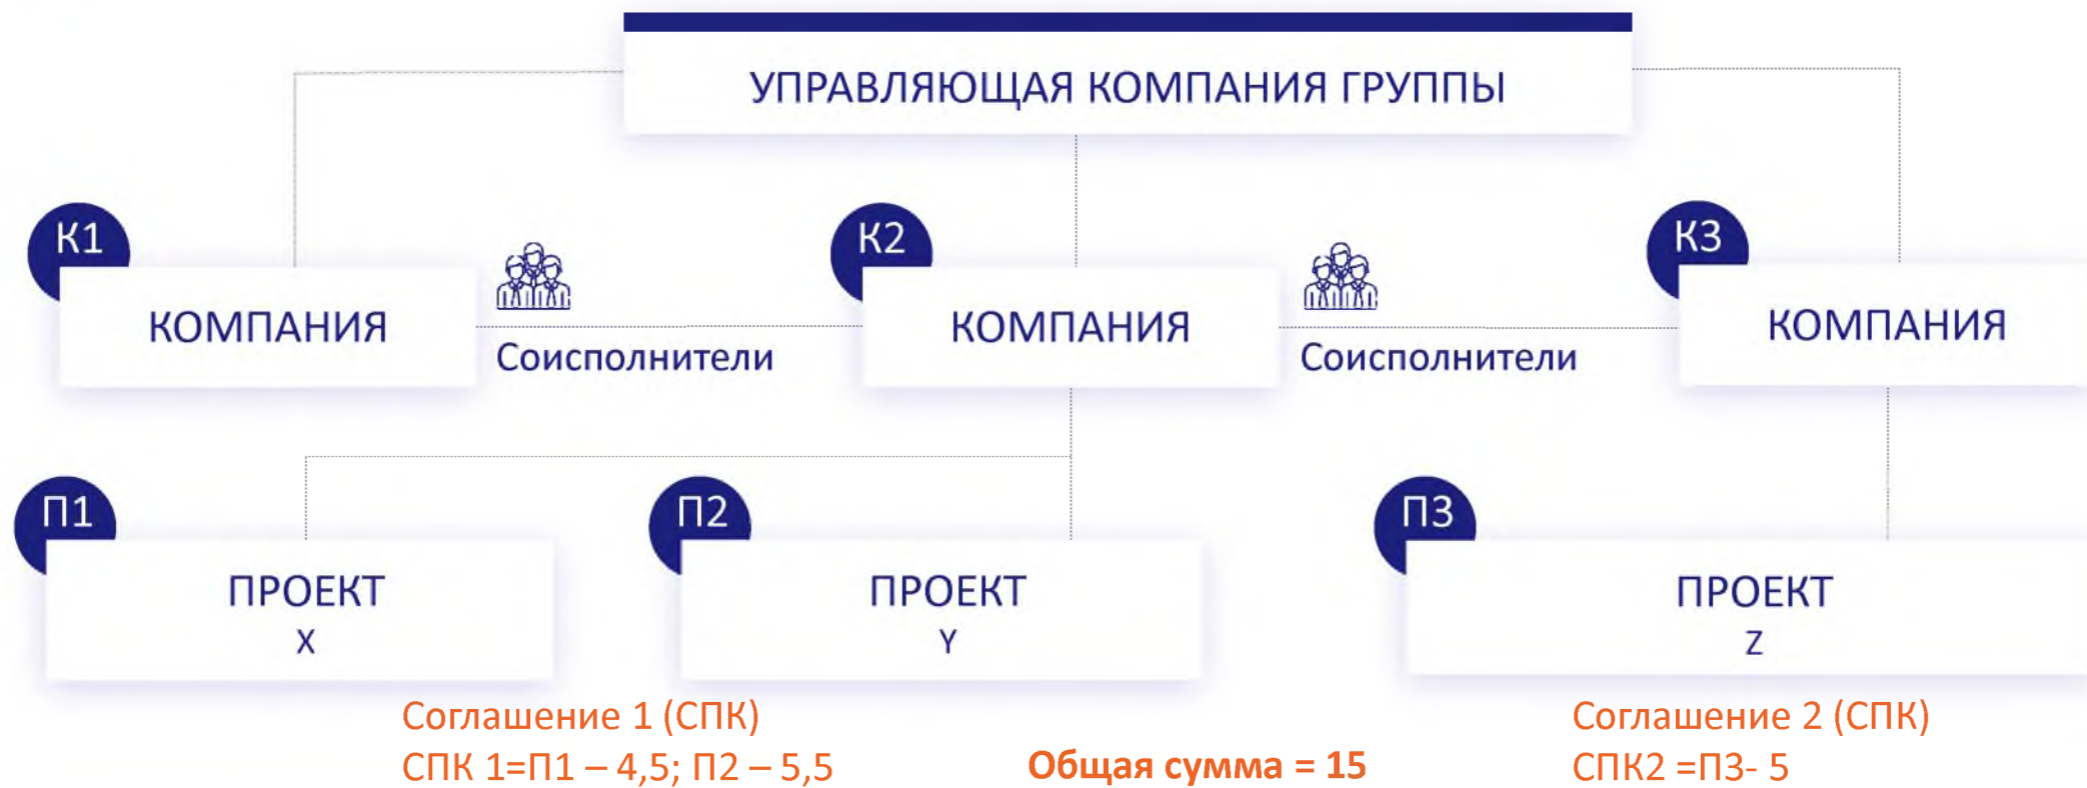 УПРАВЛЯЮЩАЯ КОМПАНИЯ ГРУППЫ
К1
К2
К3
КОМПАНИЯ
Соисполнители
КОМПАНИЯ
Соисполнители
КОМПАНИЯ
П1
П2
П3
ПРОЕКТ
X
ПРОЕКТ
Y
ПРОЕКТ
Z
Соглашение 1 (СПК)
СПК 1=П1 – 4,5; П2 – 5,5
Общая сумма = 15
Соглашение 2 (СПК)
СПК2 =П3- 5